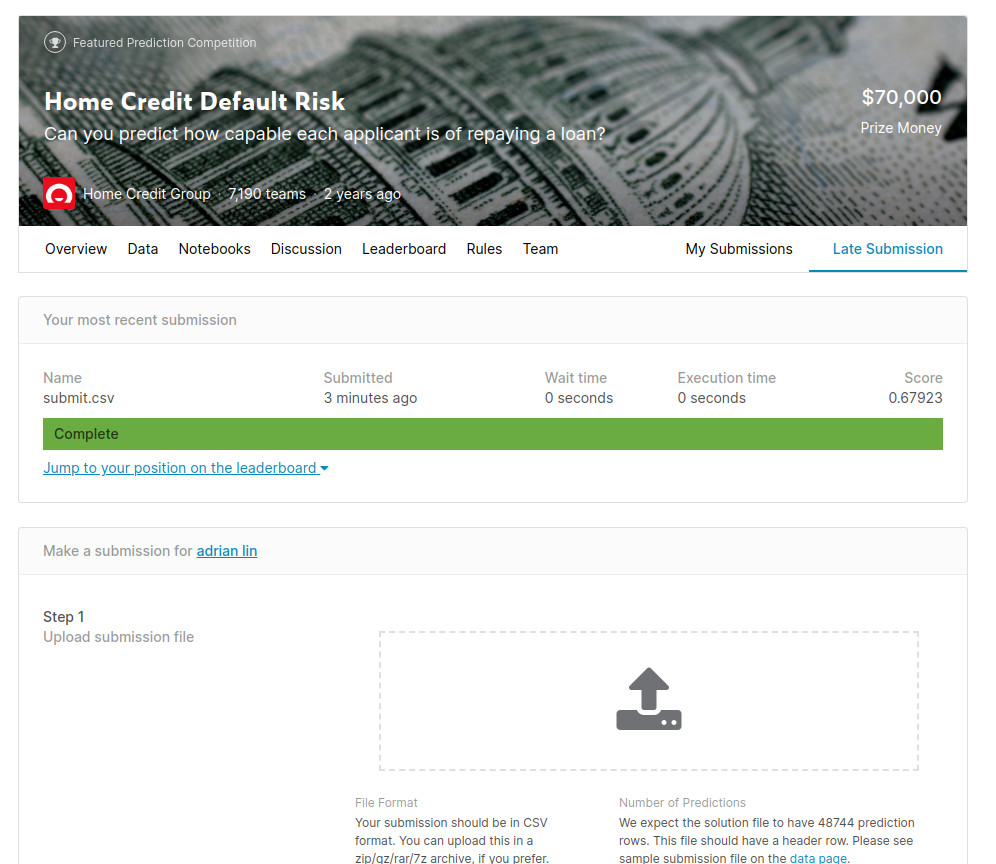 Featured Prediction Competition
Home Credit Default Risk
$70,000
Can you predict how capable each applicant is of repaying a loan?
Prize Money
Home Credit Group · 7,190 teams · 2 years ago
Overview Data Notebooks Discussion Leaderboard Rules Team My Submissions Late Submission
Your most recent submission
Name Submitted Wait time Execution time Score
submit.csv 3 minutes ago 0 seconds 0 seconds 0.67923
Complete
Jump to your position on the leaderboard
Make a submission for adrian lin
Step 1
Upload submission file
File Format
Your submission should be in CSV
format. You can upload this in a
zip/gz/rar/7z archive, if you prefer.
Number of Predictions
We expect the solution file to have 48744 prediction
rows. This file should have a header row. Please see
sample submission file on the data page.